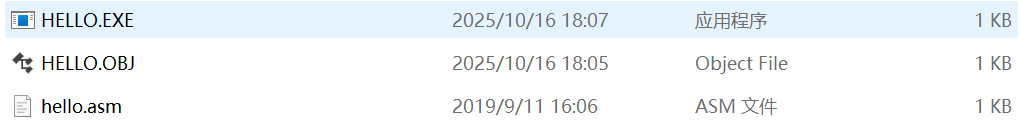 HELLO.EXE 2025/10/16 18:07 应用程序 1 KB
HELLO.OBJ 2025/10/16 18:05 Object File 1 KB
hello.asm 2019/9/11 16:06 ASM 文件 1 KB